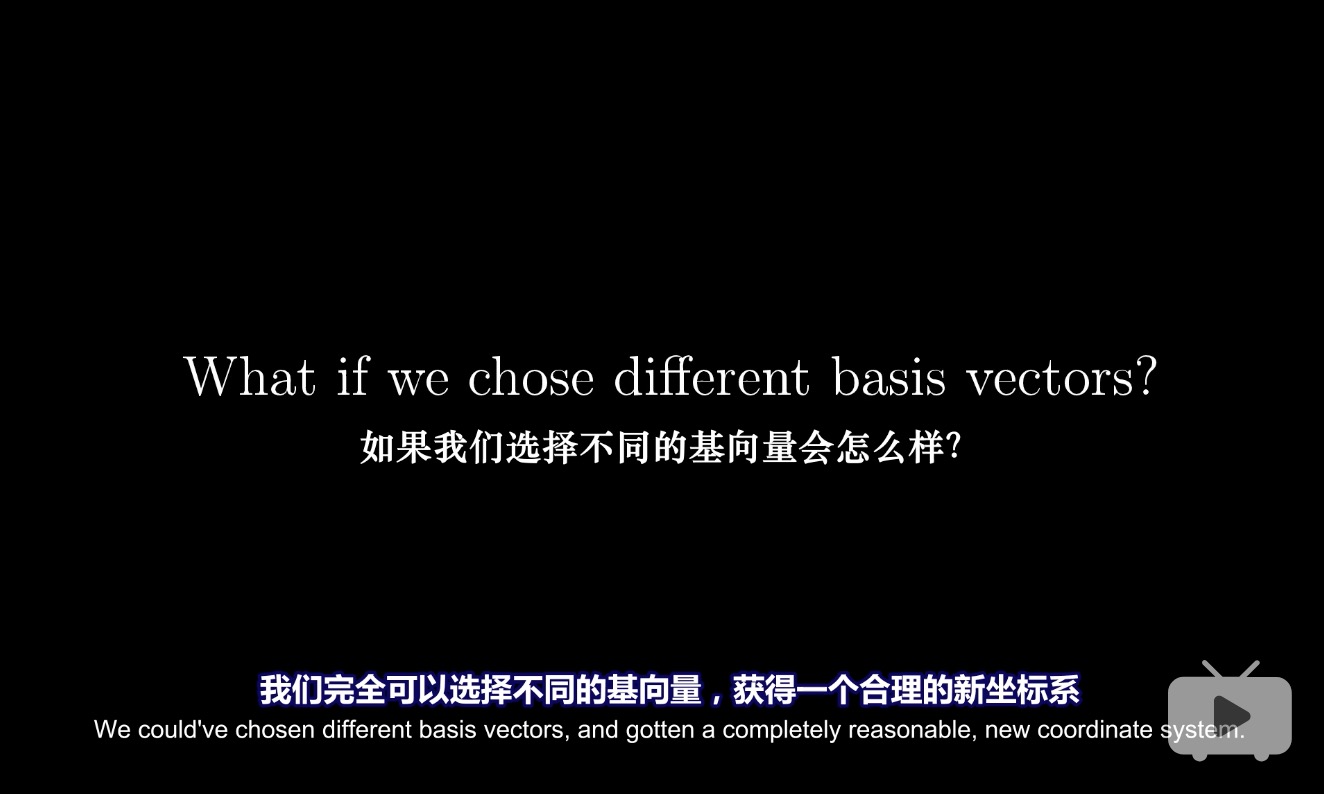 What if we chose different basis vectors?
如果我们选择不同的基向量会怎么样?
我们完全可以选择不同的基向量，获得一个合理的新坐标系
We could've chosen different basis vectors, and gotten a completely reasonable, new coordinate system.